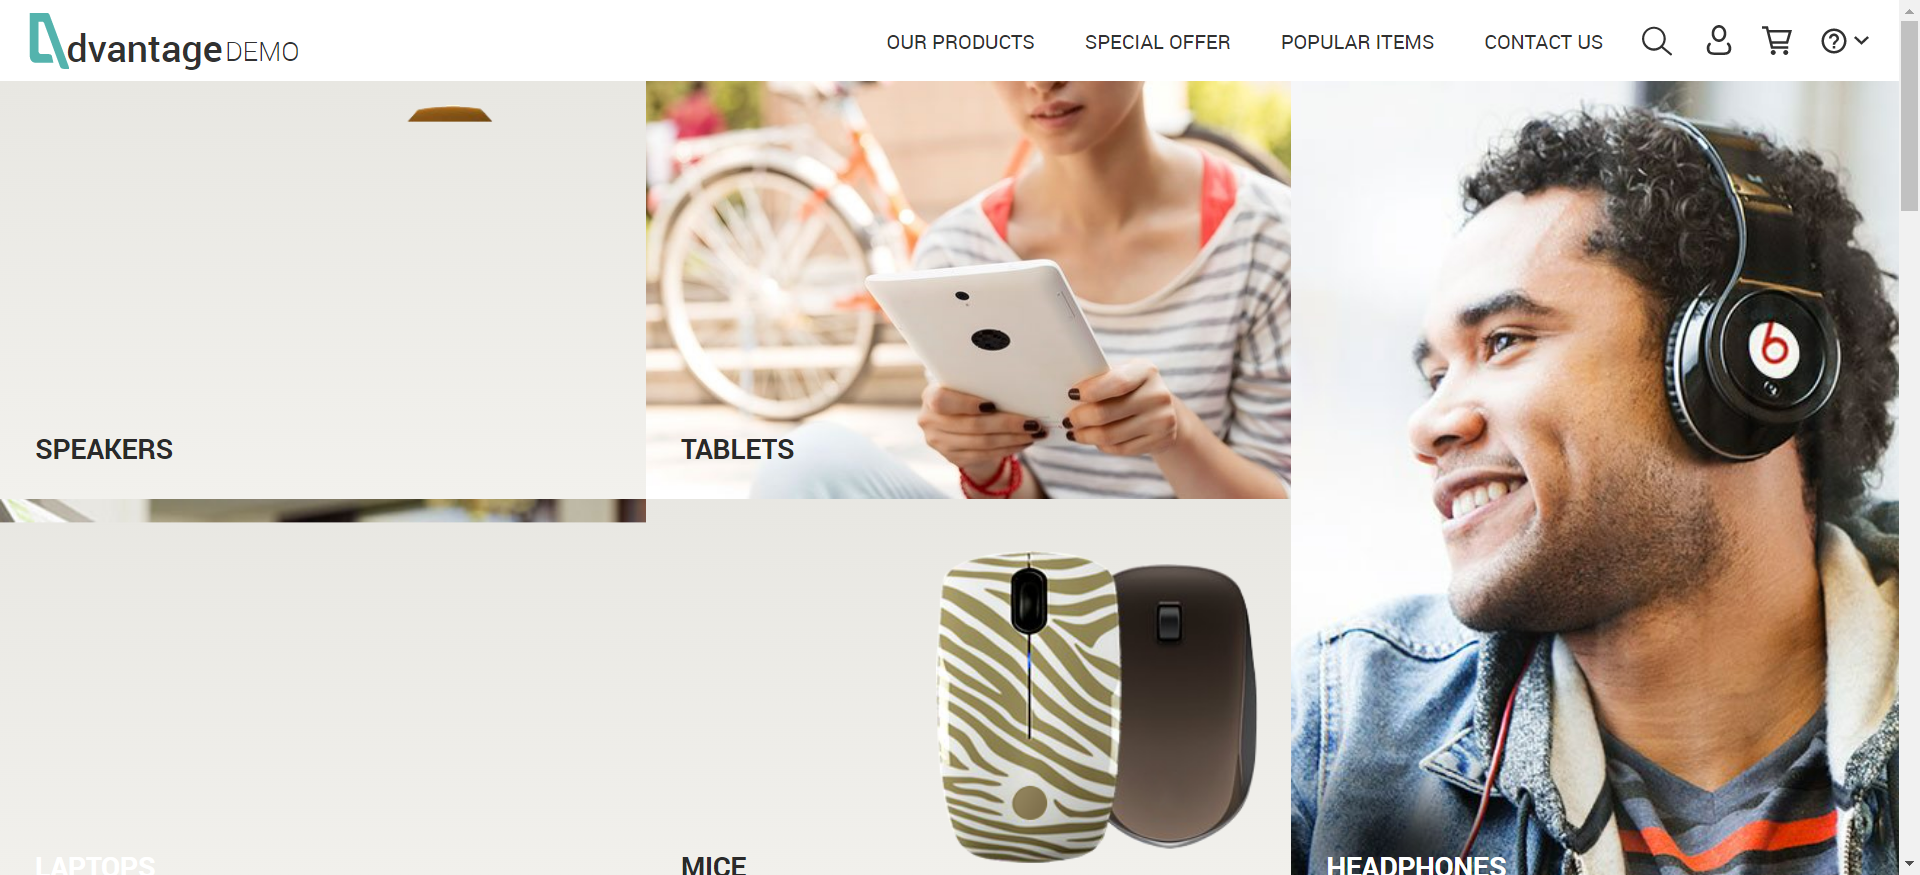 dvantage DEMO
OUR PRODUCTS
SPECIAL OFFER
POPULAR ITEMS
CONTACT US
SPEAKERS
TABLETS
LAPTOPS
MICE
HEADPHONES